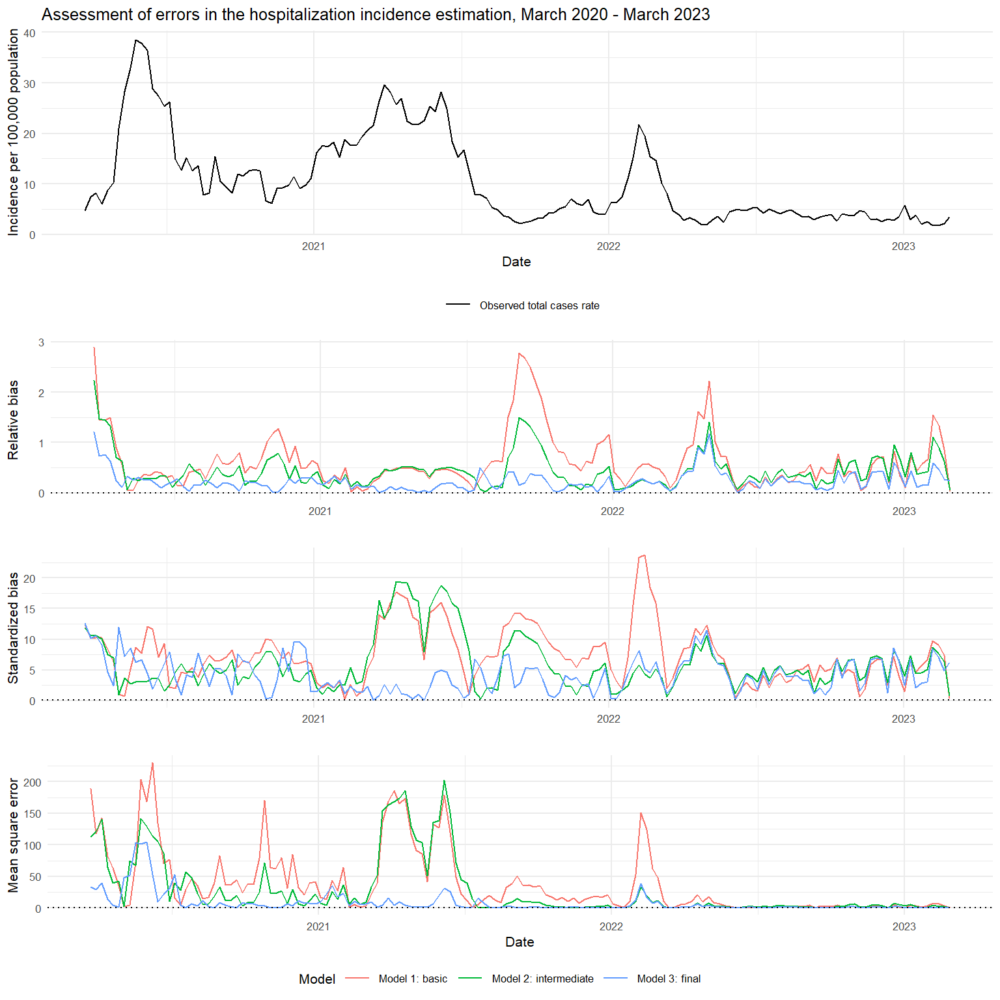 Assessment of errors in the hospitalization incidence estimation, March 2020 - March 2023
Incidence per 100,000 population
40
30
20
10
0
2021
2022
2023
Date
Observed total cases rate
Relative bias
3
2
1
0
2021
2022
2023
Standardized bias
20
15
10
5
0
2021
2022
2023
Mean square error
200
150
100
50
0
2021
2022
2023
Date
Model
Model 1: basic
Model 2: intermediate
Model 3: final